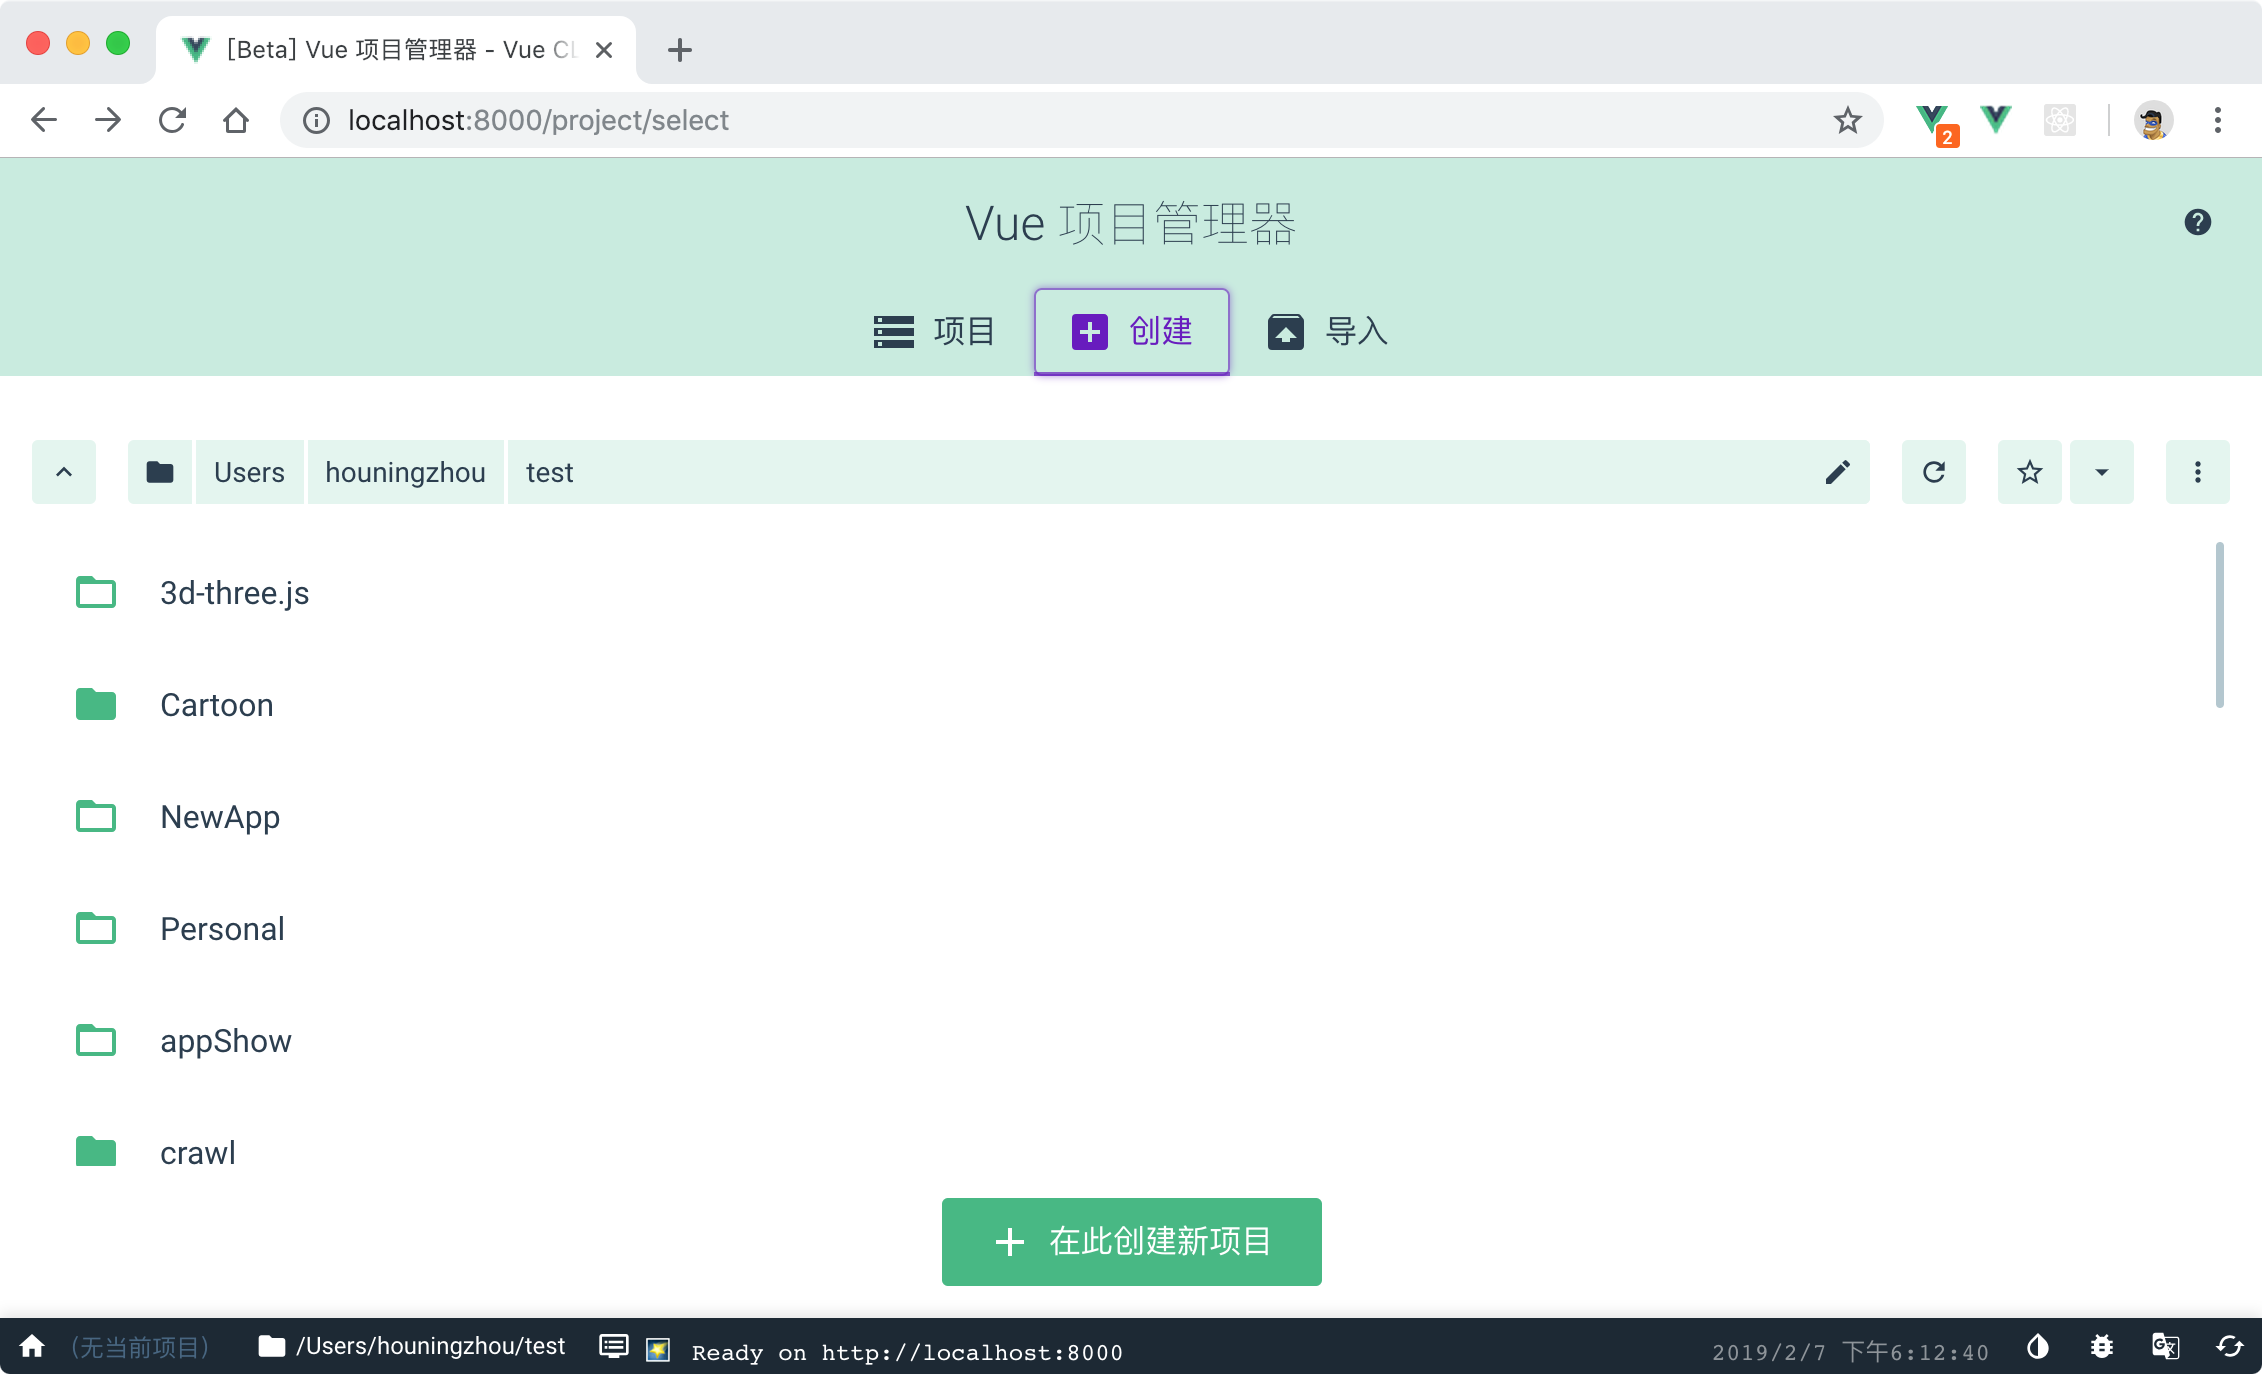 [Beta] Vue 项目管理器 - Vue CL
localhost:8000/project/select
2
Vue 项目管理器
项目
创建
导入
Users
houningzhou
test
3d-three.js
Cartoon
NewApp
Personal
appShow
crawl
在此创建新项目
(无当前项目)
/Users/houningzhou/test
Ready on http://localhost:8000
2019/2/7 下午6:12:40